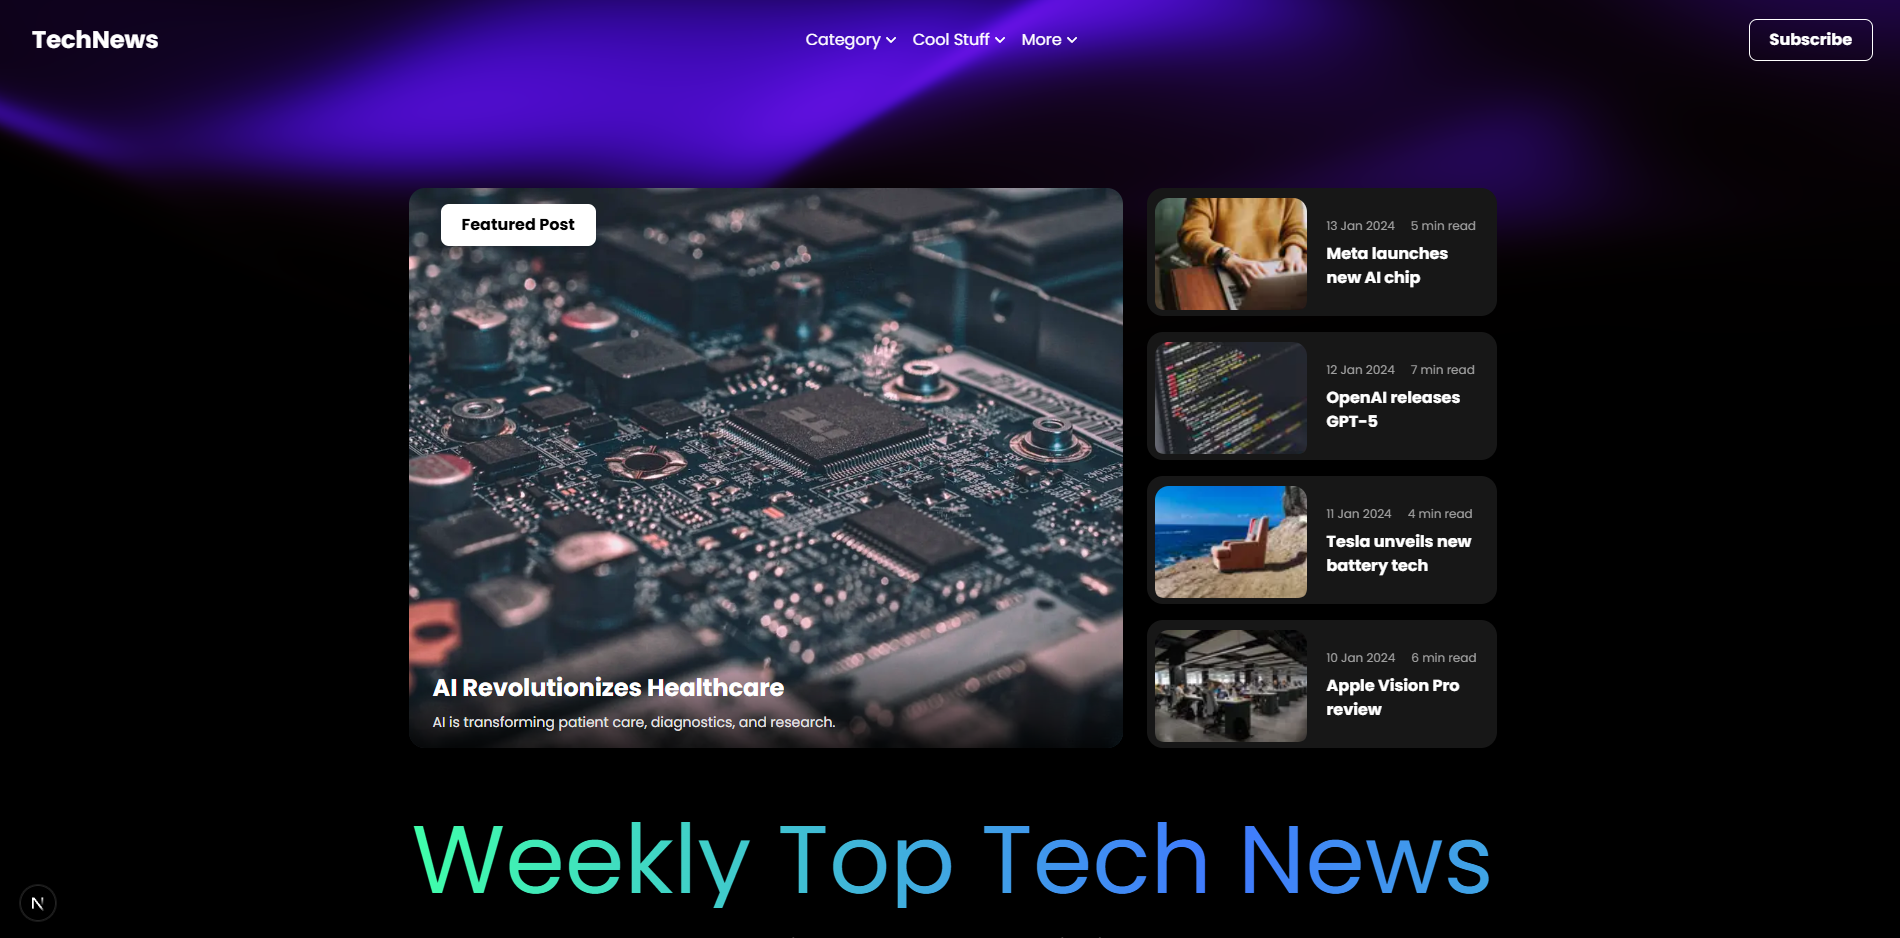 TechNews
Category
Cool Stuff
More
Subscribe
Featured Post
AI Revolutionizes Healthcare
AI is transforming patient care, diagnostics, and research.
13 Jan 2024 5 min read
Meta launches
new AI chip
12 Jan 2024 7 min read
OpenAI releases
GPT-5
11 Jan 2024 4 min read
Tesla unveils new
battery tech
10 Jan 2024 6 min read
Apple Vision Pro
review
Weekly Top Tech News
N